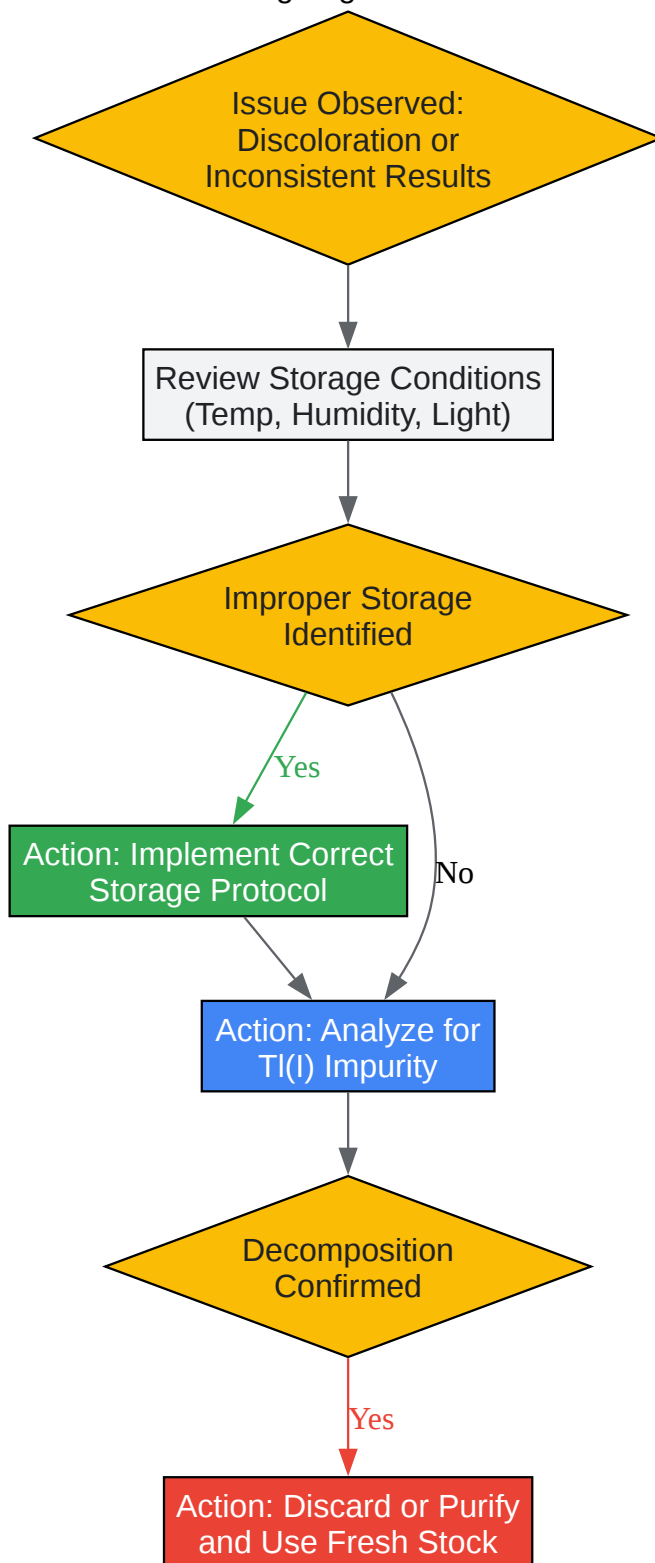 Issue Observed:
Discoloration or
Inconsistent Results
Review Storage Conditions
(Temp, Humidity, Light)
Improper Storage
Identified
Yes
Action: Implement Correct
Storage Protocol
No
Action: Analyze for
Tl(I) Impurity
Decomposition
Confirmed
Yes
Action: Discard or Purify
and Use Fresh Stock